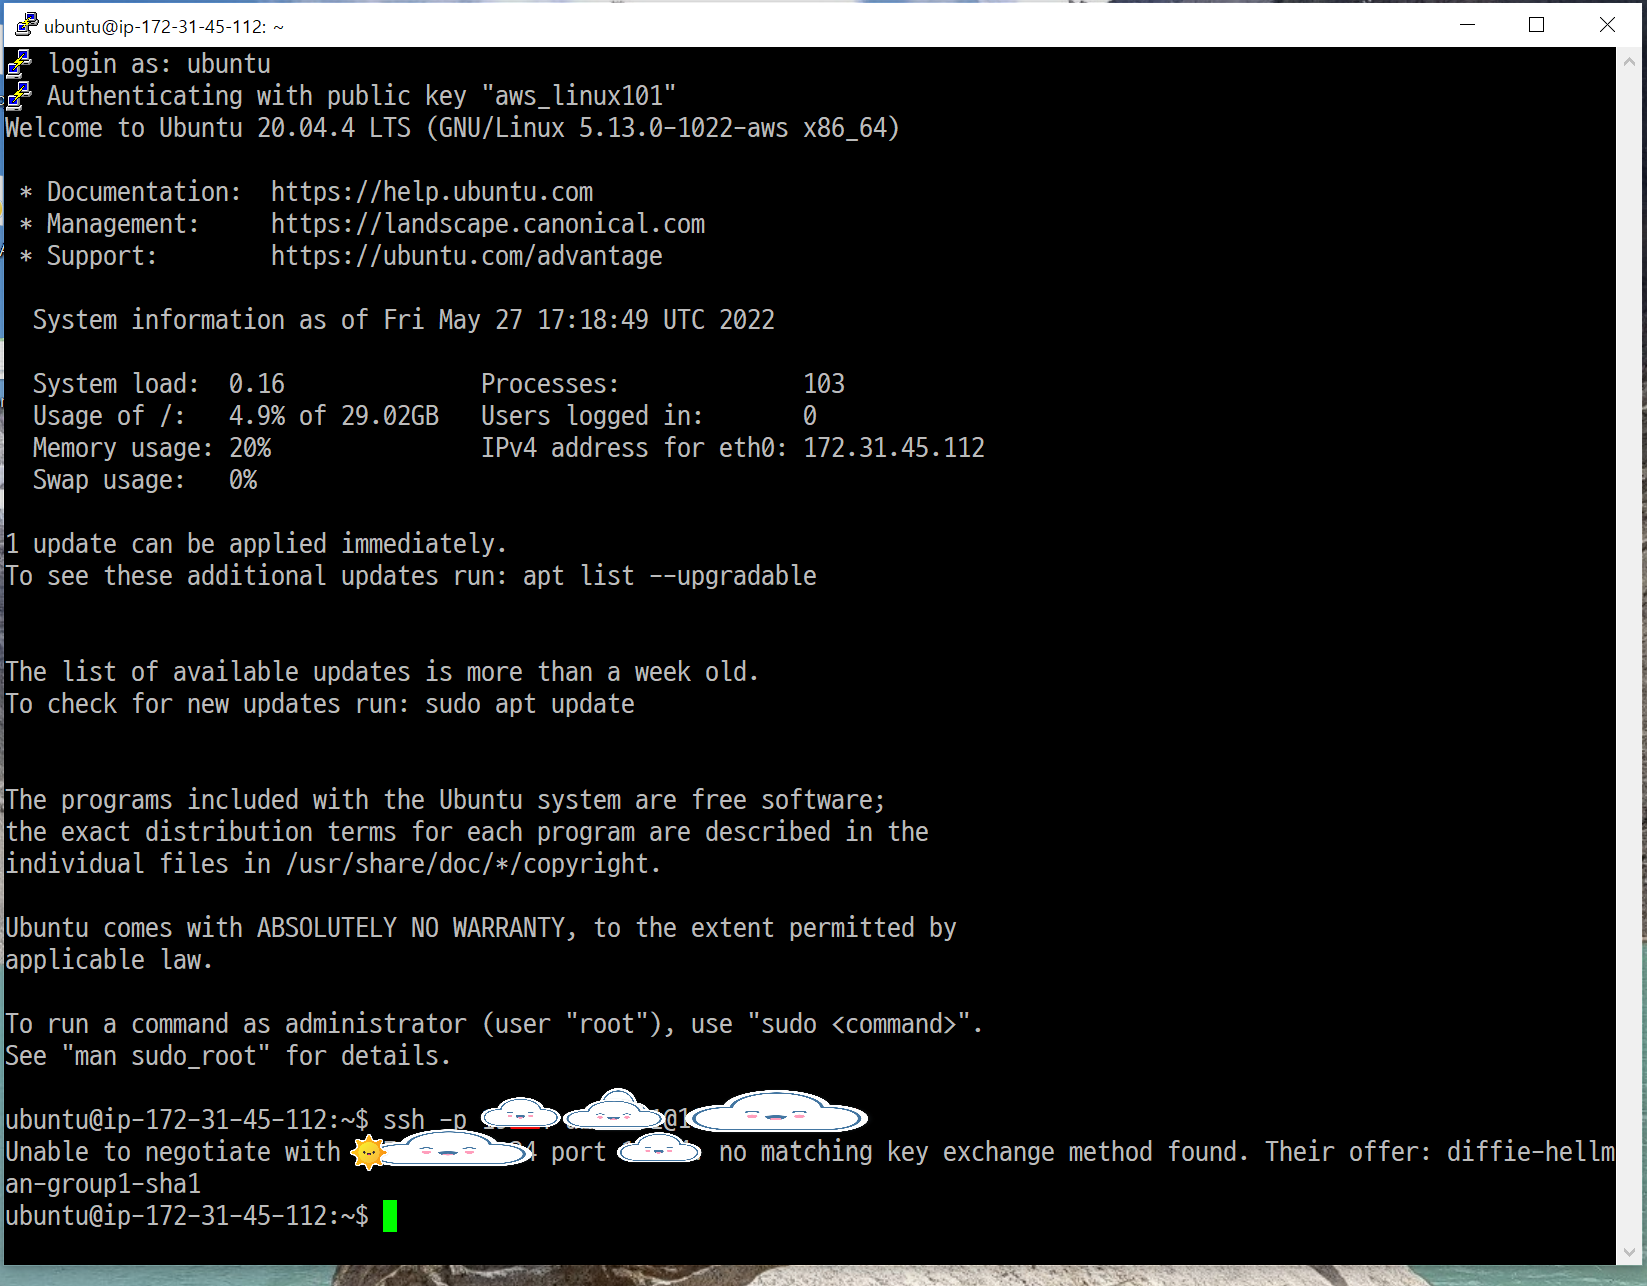 ubuntu@ip-172-31-45-112: ~
login as: ubuntu
Authenticating with public key "aws_linux101"
Welcome to Ubuntu 20.04.4 LTS (GNU/Linux 5.13.0-1022-aws x86_64)
* Documentation:  https://help.ubuntu.com
* Management:     https://landscape.canonical.com
* Support:        https://ubuntu.com/advantage
System information as of Fri May 27 17:18:49 UTC 2022
System load:  0.16              Processes:             103
Usage of /:   4.9% of 29.02GB   Users logged in:       0
Memory usage: 20%               IPv4 address for eth0: 172.31.45.112
Swap usage:   0%
1 update can be applied immediately.
To see these additional updates run: apt list --upgradable
The list of available updates is more than a week old.
To check for new updates run: sudo apt update
The programs included with the Ubuntu system are free software;
the exact distribution terms for each program are described in the
individual files in /usr/share/doc/*/copyright.
Ubuntu comes with ABSOLUTELY NO WARRANTY, to the extent permitted by
applicable law.
To run a command as administrator (user "root"), use "sudo <command>".
See "man sudo_root" for details.
ubuntu@ip-172-31-45-112:~$ ssh -p
Unable to negotiate with port no matching key exchange method found. Their offer: diffie-hellm
an-group1-sha1
ubuntu@ip-172-31-45-112:~$